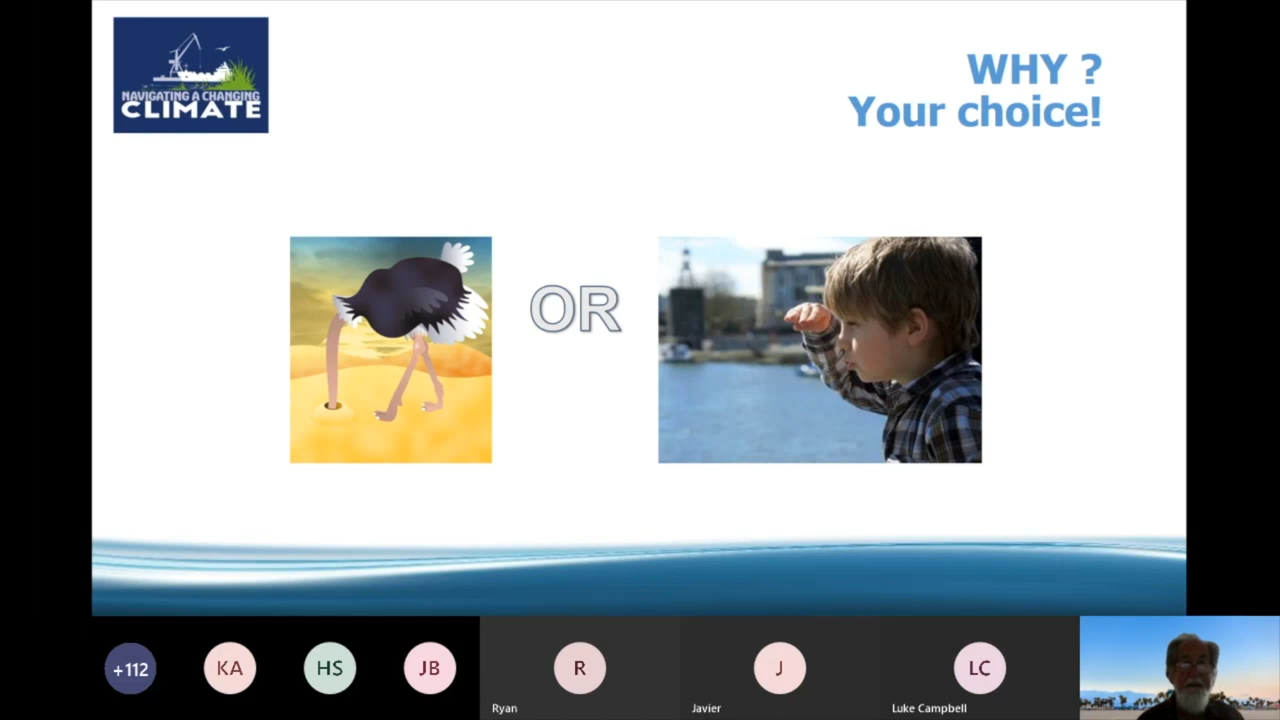 NAVIGATING A CHANGING
CLIMATE
WHY ?
Your choice!
OR
+112
KA
HS
JB
R
J
LC
Ryan
Javier
Luke Campbell